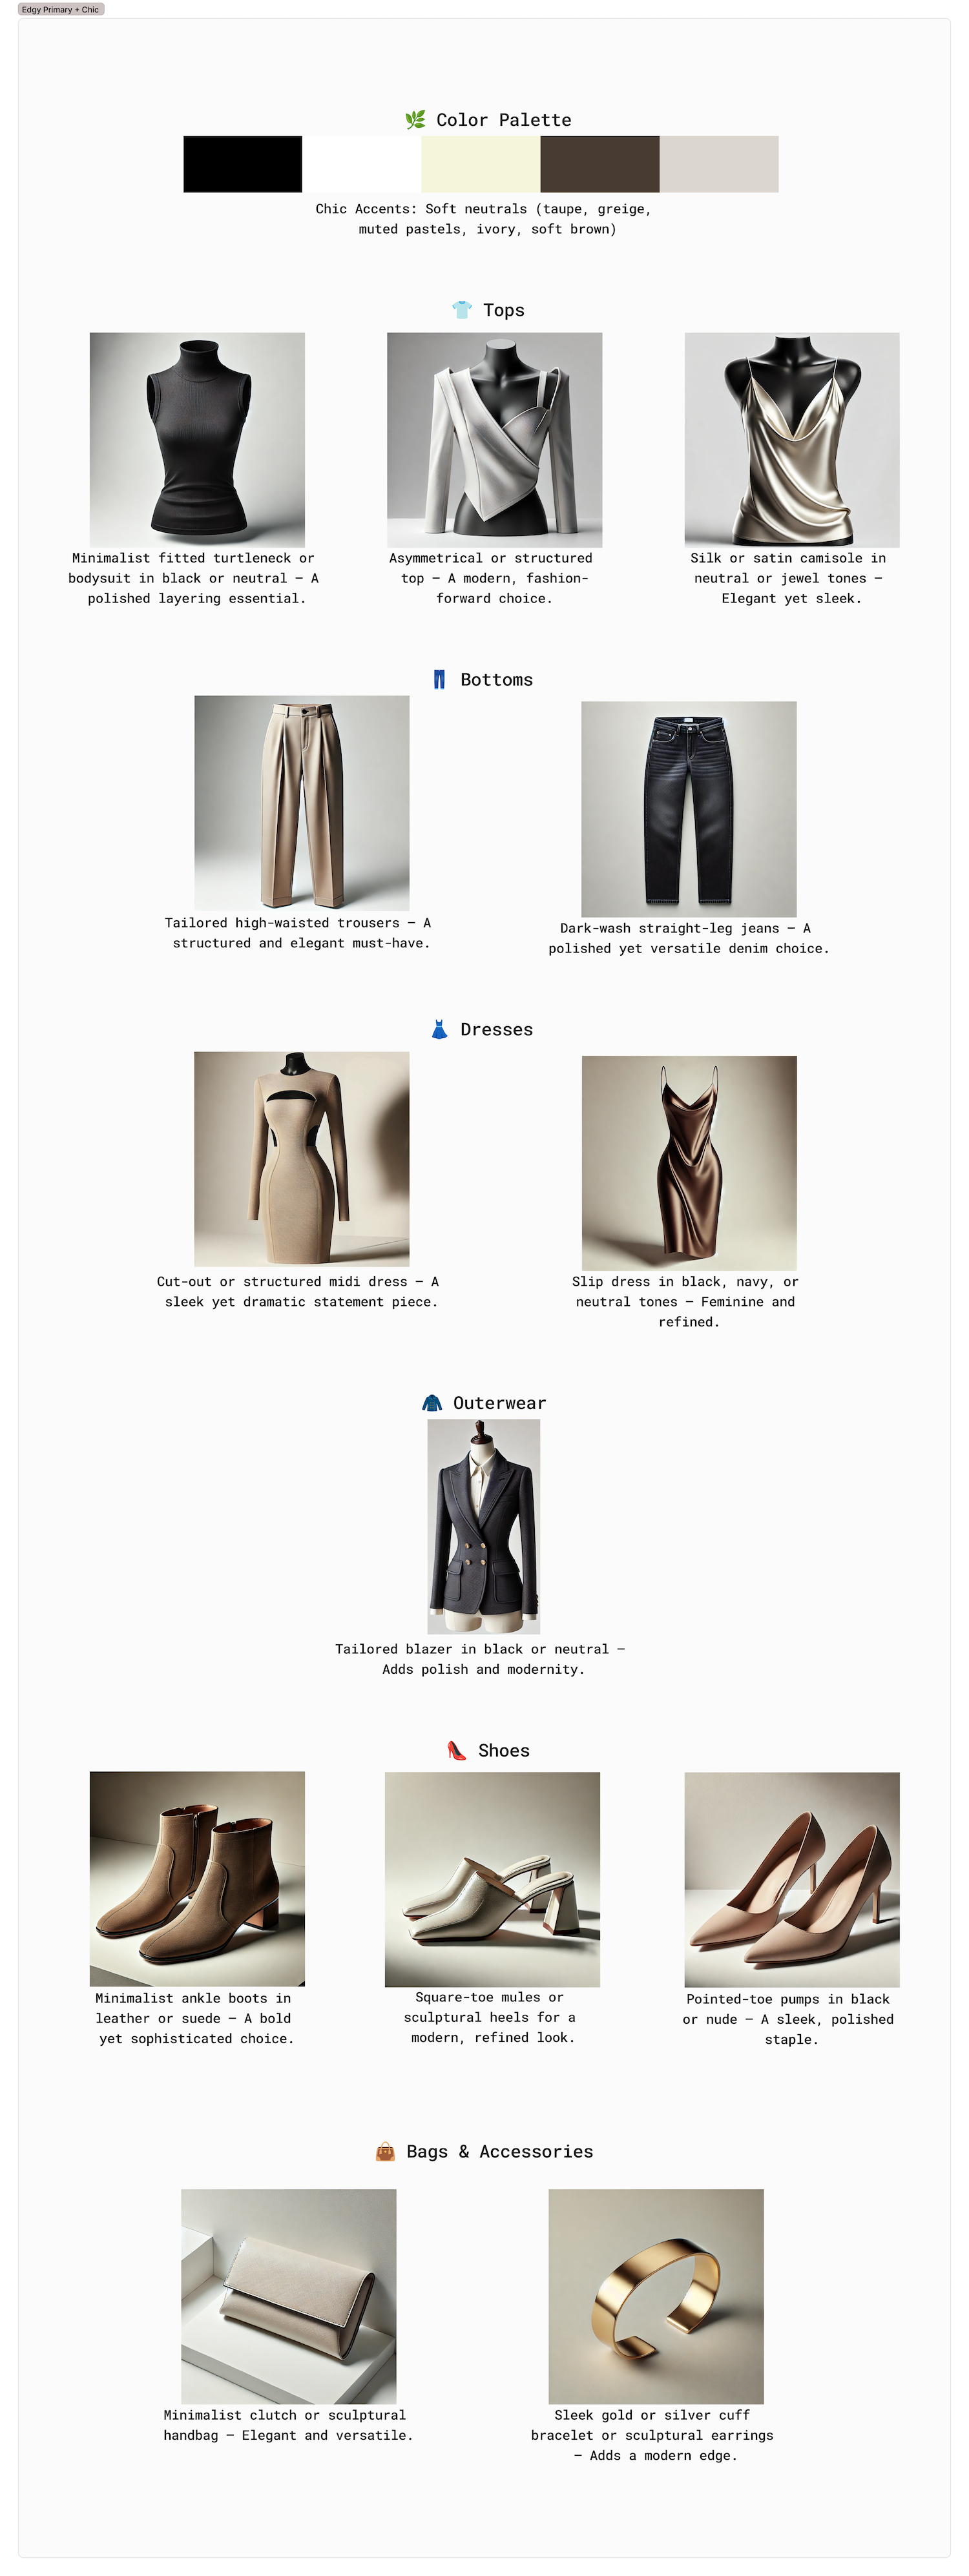 Edgy Primary + Chic
Color Palette
Chic Accents: Soft neutrals (taupe, greige,
muted pastels, ivory, soft brown)
Tops
Minimalist fitted turtleneck or
bodysuit in black or neutral – A
polished layering essential.
Asymmetrical or structured
top – A modern, fashion-
forward choice.
Silk or satin camisole in
neutral or jewel tones –
Elegant yet sleek.
Bottoms
Tailored high-waisted trousers – A
structured and elegant must-have.
Dark-wash straight-leg jeans – A
polished yet versatile denim choice.
Dresses
Cut-out or structured midi dress – A
sleek yet dramatic statement piece.
Slip dress in black, navy, or
neutral tones – Feminine and
refined.
Outerwear
Tailored blazer in black or neutral –
Adds polish and modernity.
Shoes
Minimalist ankle boots in
leather or suede – A bold
yet sophisticated choice.
Square-toe mules or
sculptural heels for a
modern, refined look.
Pointed-toe pumps in black
or nude – A sleek, polished
staple.
Bags & Accessories
Minimalist clutch or sculptural
handbag – Elegant and versatile.
Sleek gold or silver cuff
bracelet or sculptural earrings
– Adds a modern edge.